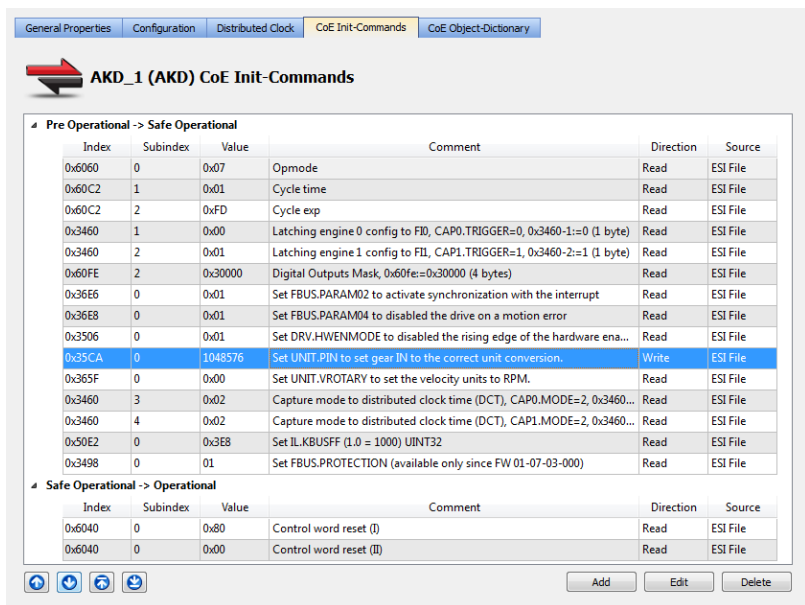 General Properties Configuration Distributed Clock CoE Init-Commands CoE Object-Dictionary
AKD_1 (AKD) CoE Init-Commands
Pre Operational -> Safe Operational
Index Subindex Value Comment Direction Source
0x6060 0 0x07 Opmode Read ESI File
0x60C2 1 0x01 Cycle time Read ESI File
0x60C2 2 0xFD Cycle exp Read ESI File
0x3460 1 0x00 Latching engine 0 config to FI0, CAP0.TRIGGER=0, 0x3460-1:=0 (1 byte) Read ESI File
0x3460 2 0x01 Latching engine 1 config to FI1, CAP1.TRIGGER=1, 0x3460-2:=1 (1 byte) Read ESI File
0x60FE 2 0x30000 Digital Outputs Mask, 0x60fe:=0x30000 (4 bytes) Read ESI File
0x36E6 0 0x01 Set FBUS.PARAM02 to activate synchronization with the interrupt Read ESI File
0x36E8 0 0x01 Set FBUS.PARAM04 to disabled the drive on a motion error Read ESI File
0x3506 0 0x01 Set DRV.HWENMODE to disabled the rising edge of the hardware ena... Read ESI File
0x35CA 0 1048576 Set UNIT.PIN to set gear IN to the correct unit conversion. Write ESI File
0x365F 0 0x00 Set UNIT.VROTARY to set the velocity units to RPM. Read ESI File
0x3460 3 0x02 Capture mode to distributed clock time (DCT), CAP0.MODE=2, 0x3460... Read ESI File
0x3460 4 0x02 Capture mode to distributed clock time (DCT), CAP1.MODE=2, 0x3460... Read ESI File
0x50E2 0 0x3E8 Set IL.KBUSFF (1.0 = 1000) UINT32 Read ESI File
0x3498 0 01 Set FBUS.PROTECTION (available only since FW 01-07-03-000) Read ESI File
Safe Operational -> Operational
Index Subindex Value Comment Direction Source
0x6040 0 0x80 Control word reset (I) Read ESI File
0x6040 0 0x00 Control word reset (II) Read ESI File
Add Edit Delete